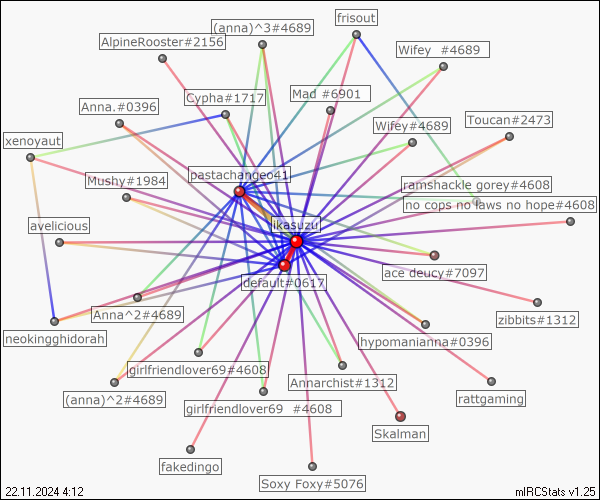 frisout
(anna)^3#4689
AlpineRooster#2156
Wifey  #4689
Mad #6901
Cypha#1717
Anna.#0396
Toucan#2473
Wifey#4689
xenoyaut
pastachange041
Mushy#1984
ramshackle gorey#4608
no cops no laws no hope#4608
ikasuzu
avelicious
ace deucy#7097
default#0617
Anna^2#4689
zibbits#1312
neokingghidorah
hypomanianna#0396
girlfriendlover69#4608
Annarchist#1312
(anna)^2#4689
rattgaming
girlfriendlover69  #4608
Skalman
fakedingo
Soxy Foxy#5076
22.11.2024 4:12
mIRCStats v1.25